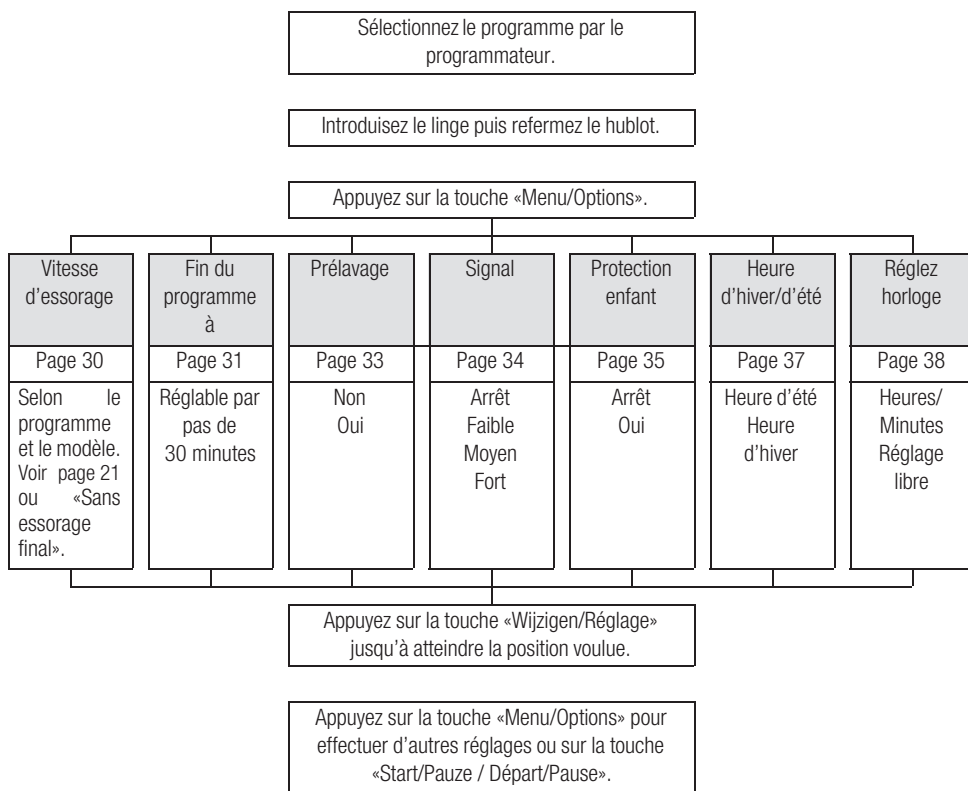 Sélectionnez le programme par le
programmateur.
Introduisez le linge puis refermez le hublot.
Appuyez sur la touche «Menu/Options».
Vitesse
d'essorage
Page 30
Selon le
programme
et le modèle.
Voir page 21
ou «Sans
essorage
final».
Fin du
programme
à
Page 31
Réglable par
pas de
30 minutes
Prélavage
Page 33
Non
Oui
Signal
Page 34
Arrêt
Faible
Moyen
Fort
Protection
enfant
Page 35
Arrêt
Oui
Heure
d'hiver/d'été
Page 37
Heure d'été
Heure
d'hiver
Réglez
horloge
Page 38
Heures/
Minutes
Réglage
libre
Appuyez sur la touche «Wijzigen/Réglage»
jusqu'à atteindre la position voulue.
Appuyez sur la touche «Menu/Options» pour
effectuer d'autres réglages ou sur la touche
«Start/Pauze / Départ/Pause».